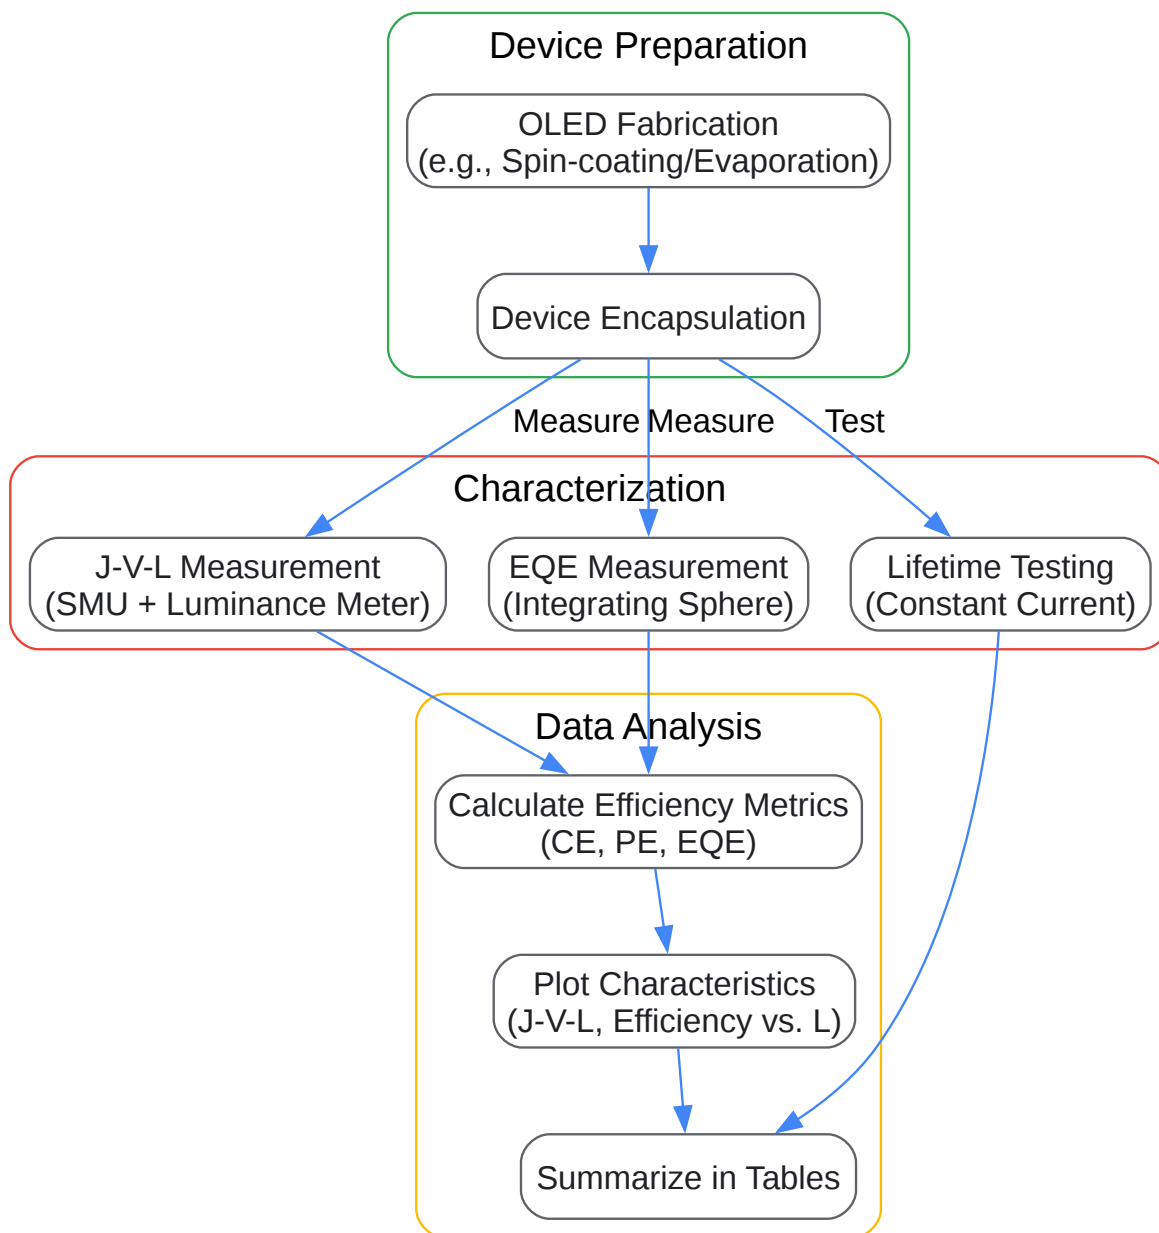 Device Preparation
OLED Fabrication
(e.g., Spin-coating/Evaporation)
Device Encapsulation
Measure
Measure
Test
Characterization
J-V-L Measurement
(SMU + Luminance Meter)
EQE Measurement
(Integrating Sphere)
Lifetime Testing
(Constant Current)
Data Analysis
Calculate Efficiency Metrics
(CE, PE, EQE)
Plot Characteristics
(J-V-L, Efficiency vs. L)
Summarize in Tables